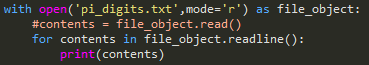 with open('pi_digits.txt',mode='r') as file_object:
    #contents = file_object.read()
    for contents in file_object.readline():
        print(contents)